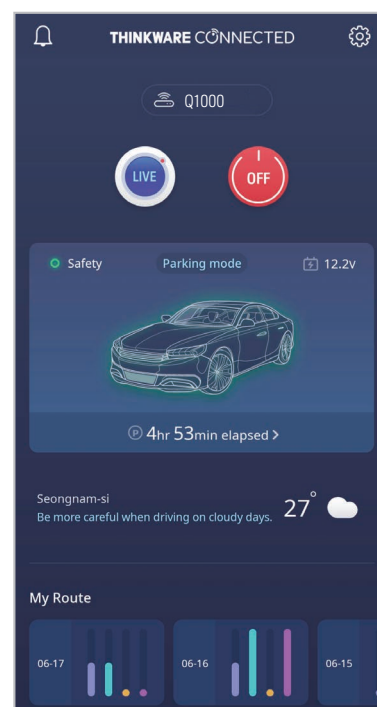 THINKWARE CONNECTED
Q1000
LIVE
OFF
Safety
Parking mode
12.2v
P 4hr 53min elapsed >
Seongnam-si
Be more careful when driving on cloudy days.
27°
My Route
06-17
06-16
06-15